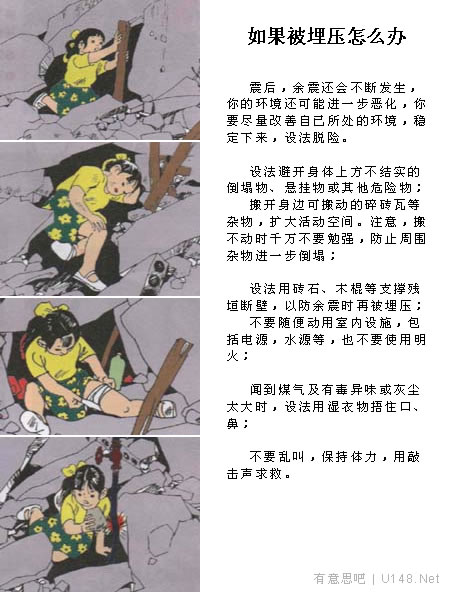 如果被埋压怎么办
震后，余震还会不断发生，
你的环境还可能进一步恶化，你
要尽量改善自己所处的环境，稳
定下来，设法脱险。
设法避开身体上方不结实的
倒塌物、悬挂物或其他危险物；
搬开身边可搬动的碎砖瓦等
杂物，扩大活动空间。注意，搬
不动时千万不要勉强，防止周围
杂物进一步倒塌；
设法用砖石、木棍等支撑残
垣断壁，以防余震时再被埋压；
不要随便动用室内设施，包
括电源，水源等，也不要使用明
火；
闻到煤气及有毒异味或灰尘
太大时，设法用湿衣物捂住口、
鼻；
不要乱叫，保持体力，用敲
击声求救。
有意思吧 | U148.Net